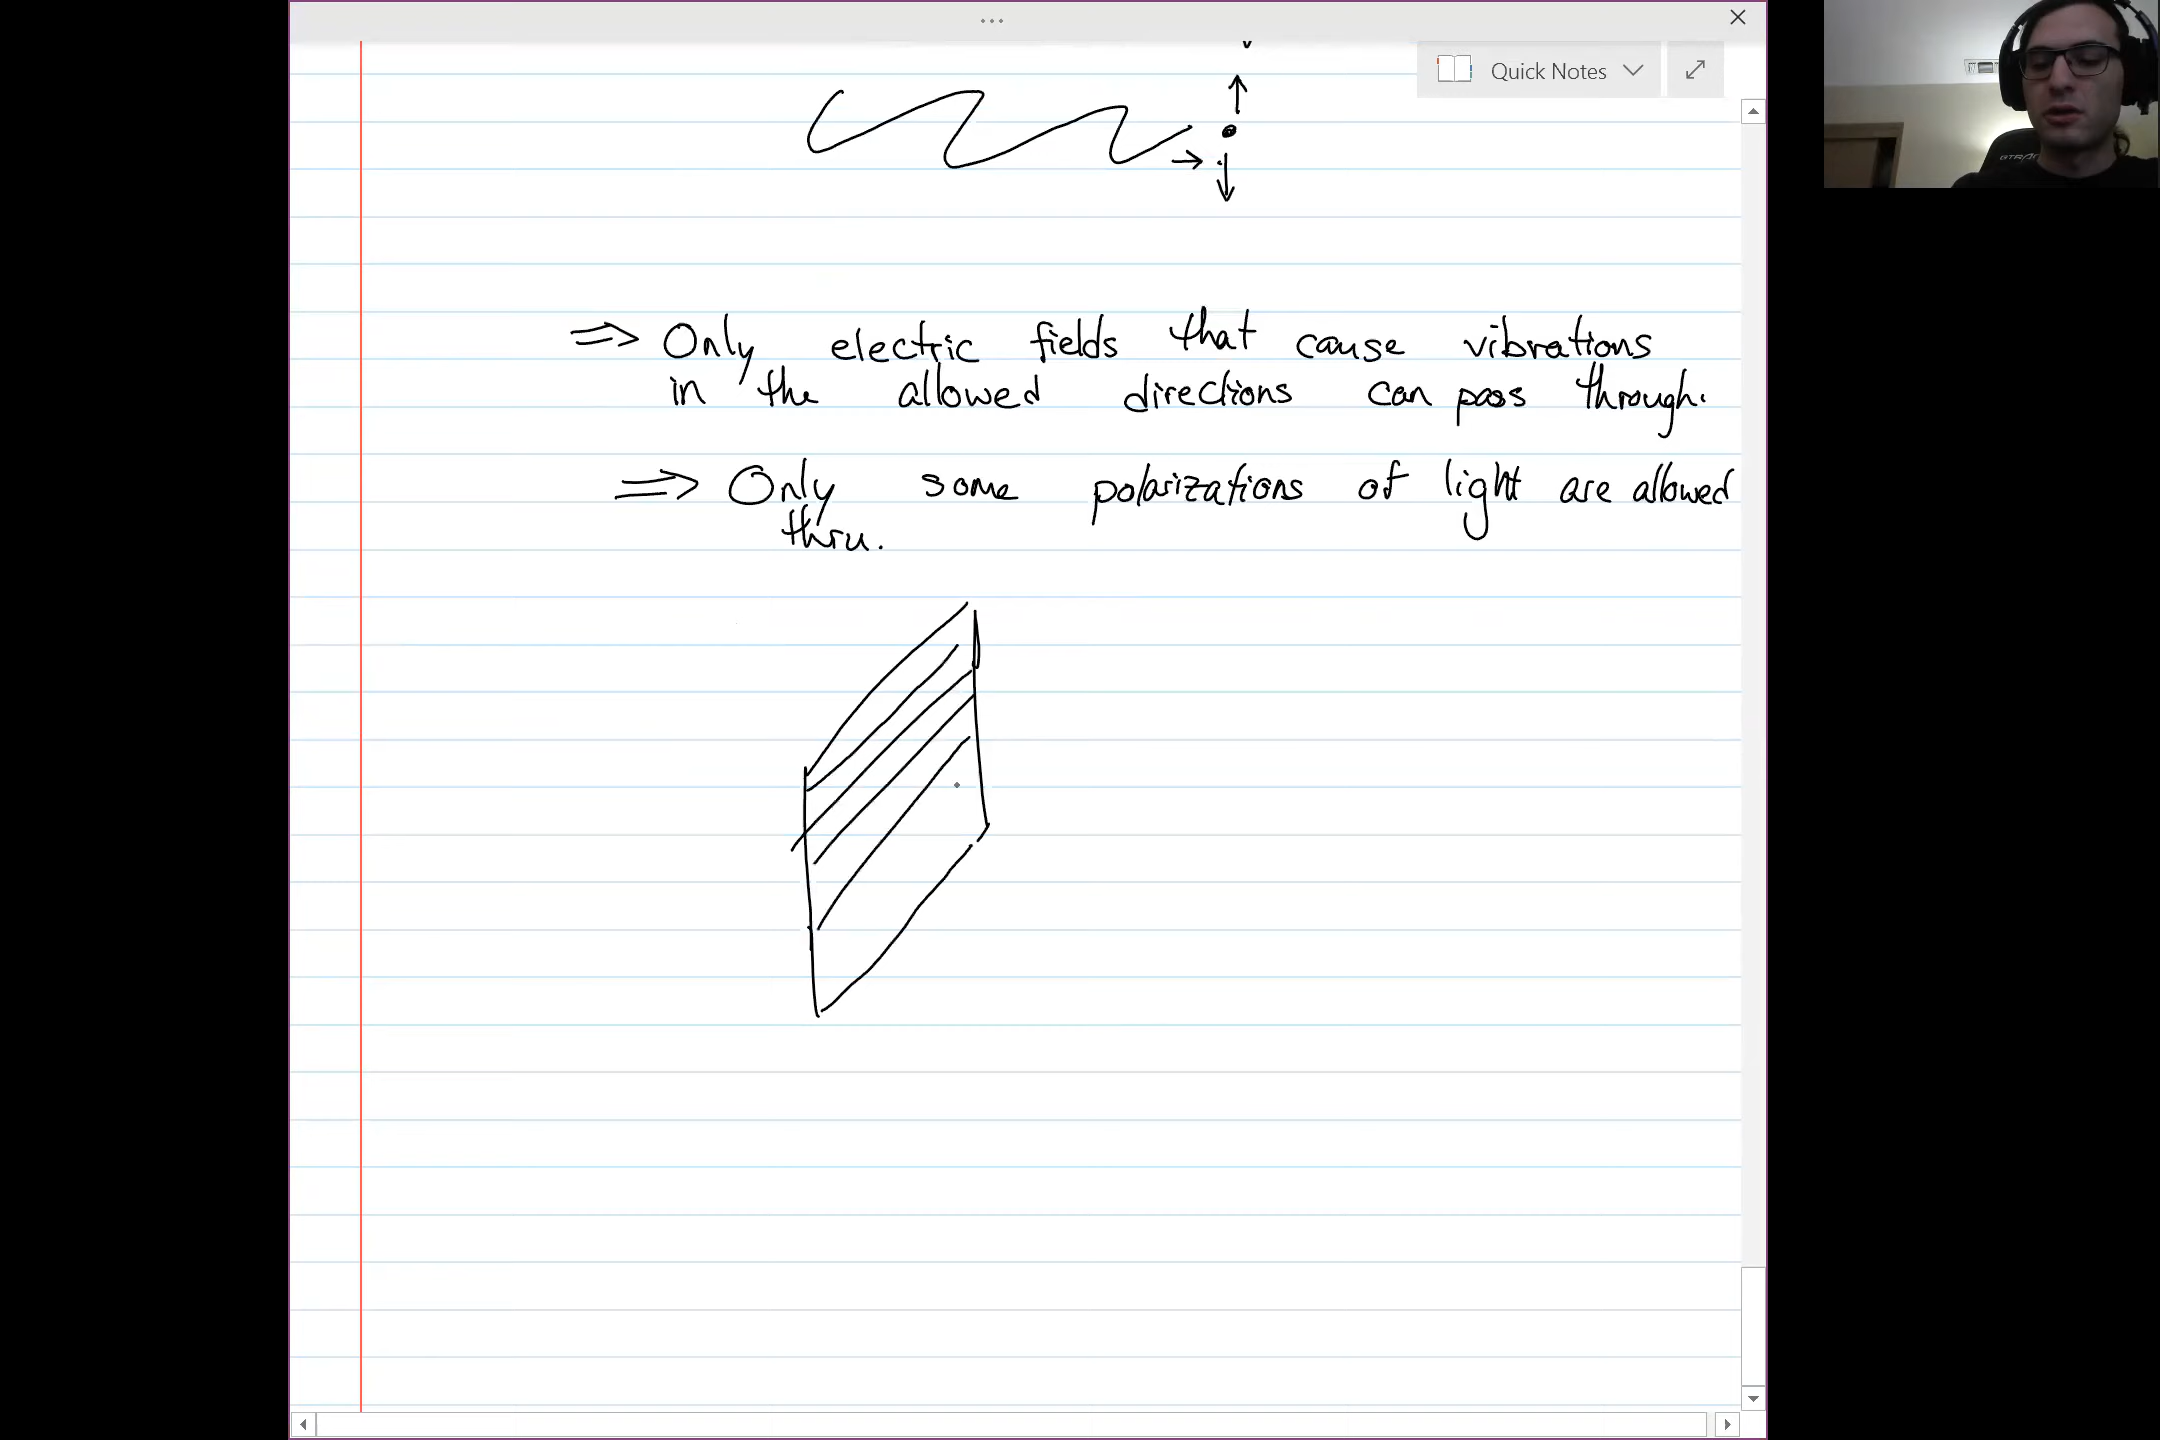 Quick Notes
⇒ Only electric fields that cause vibrations
in the allowed directions can pass through.
⇒ Only some polarizations of light are allowed
thru.